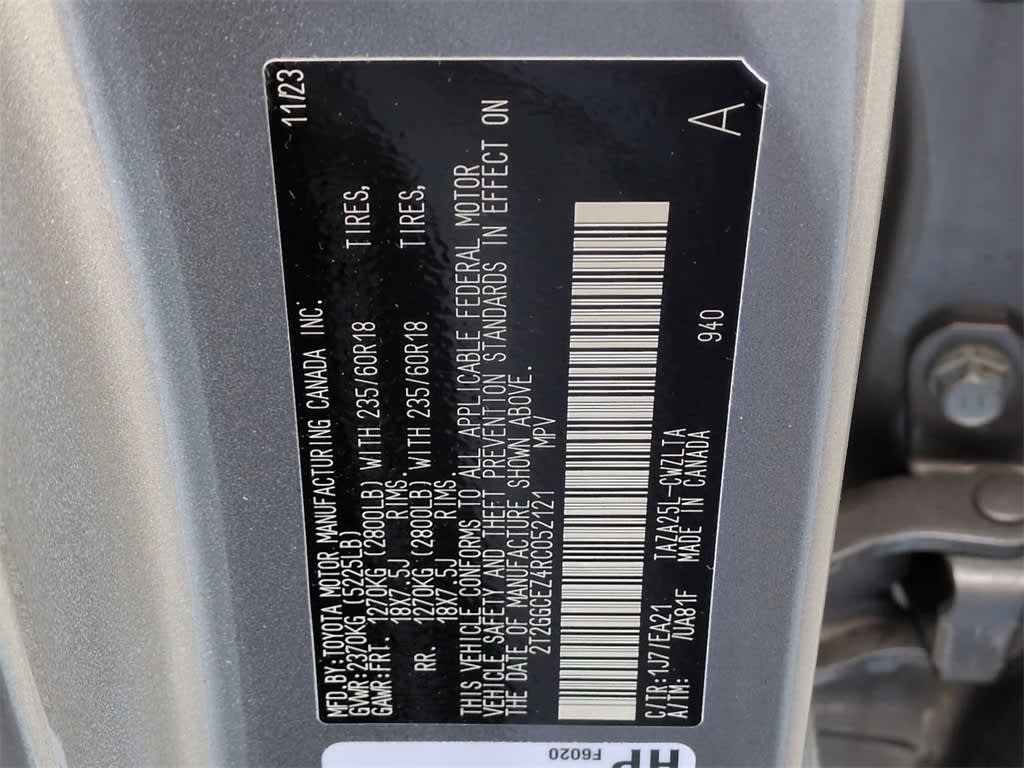 MFD.BY:TOYOTA MOTOR MANUFACTURING CANADA INC. 11/23
GVWR:2370KG (5225LB)
GAWR:FRT. 1270KG (2800LB) WITH 235/60R18 TIRES,
18X7.5J RIMS
RR. 1270KG (2800LB) WITH 235/60R18 TIRES,
18X7.5J RIMS
THIS VEHICLE CONFORMS TO ALL APPLICABLE FEDERAL MOTOR
VEHICLE SAFETY AND THEFT PREVENTION STANDARDS IN EFFECT ON
THE DATE OF MANUFACTURE SHOWN ABOVE.
2T2GGCEZ4RC052121 MPV
C/TR:1J7/EA21 TAZA25L-CWZLTA 940
A/TM: /UA81F MADE IN CANADA
A
F6020